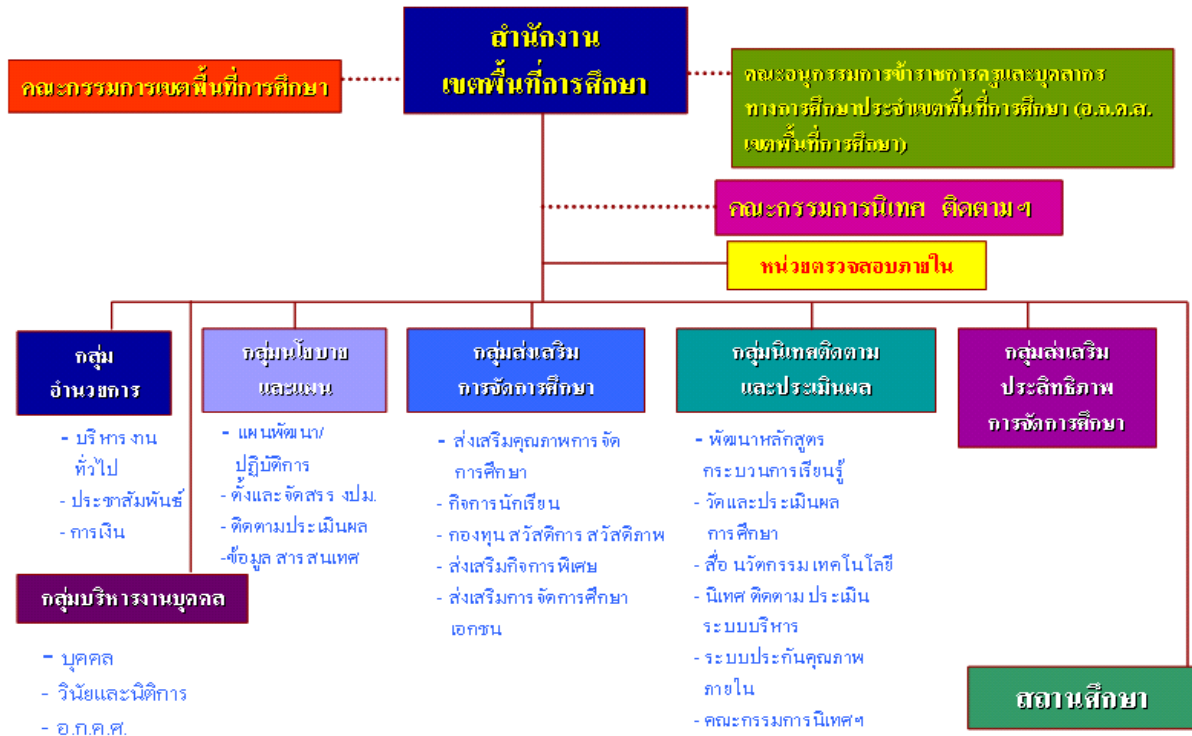 สำนักงาน
เขตพื้นที่การศึกษา
คณะกรรมการเขตพื้นที่การศึกษา
คณะอนุกรรมการข้าราชการครูและบุคลากร
ทางการศึกษาประจำเขตพื้นที่การศึกษา (อ.ก.ค.ส.
เขตพื้นที่การศึกษา)
คณะกรรมการนิเทศ ติดตามฯ
หน่วยตรวจสอบภายใน
กลุ่ม
อำนวยการ
- บริหารงาน
ทั่วไป
- ประชาสัมพันธ์
- การเงิน
กลุ่มนโยบาย
และแผน
- แผนพัฒนา/
ปฏิบัติการ
- ตั้งและจัดสรร งปม.
- ติดตามประเมินผล
-ข้อมูล สารสนเทศ
กลุ่มส่งเสริม
การจัดการศึกษา
- ส่งเสริมคุณภาพการจัด
การศึกษา
- กิจการนักเรียน
- กองทุน สวัสดิการ สวัสดิภาพ
- ส่งเสริมกิจการพิเศษ
- ส่งเสริมการจัดการศึกษา
เอกชน
กลุ่มนิเทศติดตาม
และประเมินผล
- พัฒนาหลักสูตร
กระบวนการเรียนรู้
- วัดและประเมินผล
การศึกษา
- สื่อ นวัตกรรม เทคโนโลยี
- นิเทศ ติดตาม ประเมิน
ระบบบริหาร
- ระบบประกันคุณภาพ
ภายใน
- คณะกรรมการนิเทศฯ
กลุ่มส่งเสริม
ประสิทธิภาพ
การจัดการศึกษา
กลุ่มบริหารงานบุคคล
- บุคคล
- วินัยและนิติการ
- อ.ก.ค.ศ.
สถานศึกษา